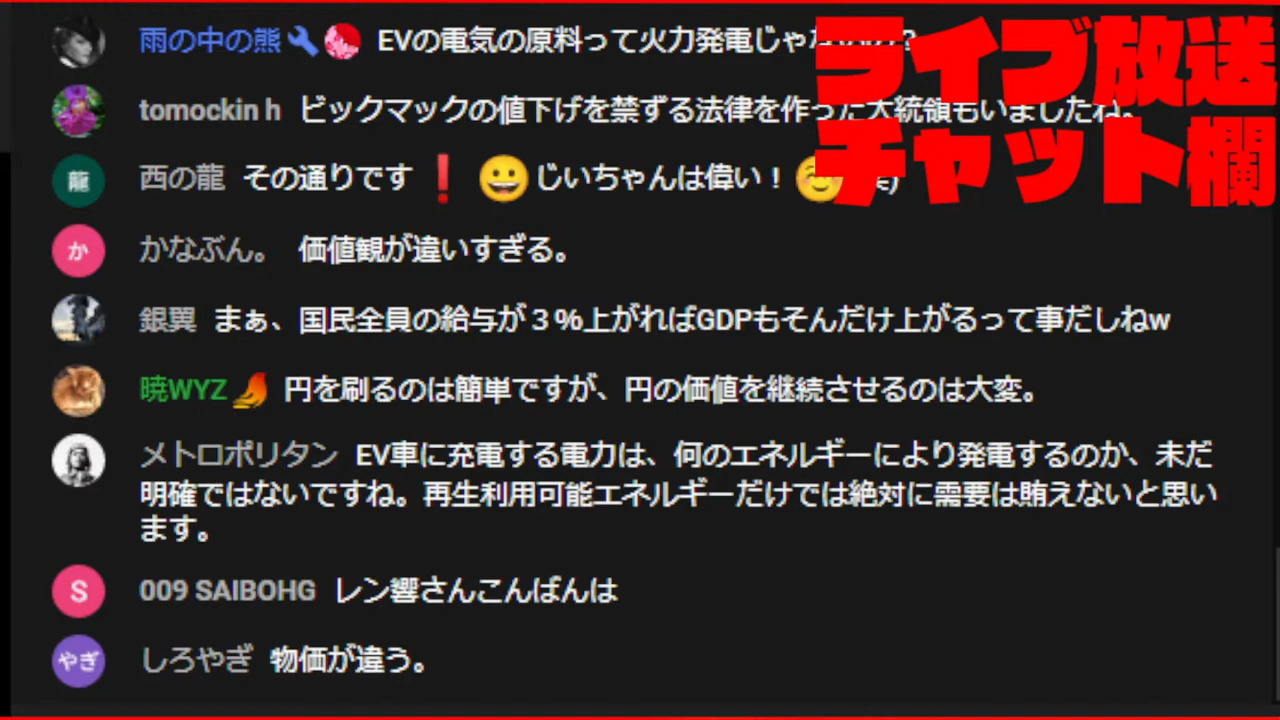 雨の中の熊 EVの電気の原料って火力発電じゃないの?
tomockin h ビックマックの値下げを禁ずる法律を作った大統領もいましたね。
龍 西の龍 その通りです❗😀じいちゃんは偉い！😊
か かなぶん。 価値観が違いすぎる。
銀翼 まぁ、国民全員の給与が３%上がればGDPもそんだけ上がるって事だしねw
暁WYZ 円を刷るのは簡単ですが、円の価値を継続させるのは大変。
メトロポリタン EV車に充電する電力は、何のエネルギーにより発電するのか、未だ
明確ではないですね。再生利用可能エネルギーだけでは絶対に需要は賄えないと思い
ます。
S 009 SAIBOHG レン響さんこんばんは
やぎ しろやぎ 物価が違う。
ライブ放送
チャット欄